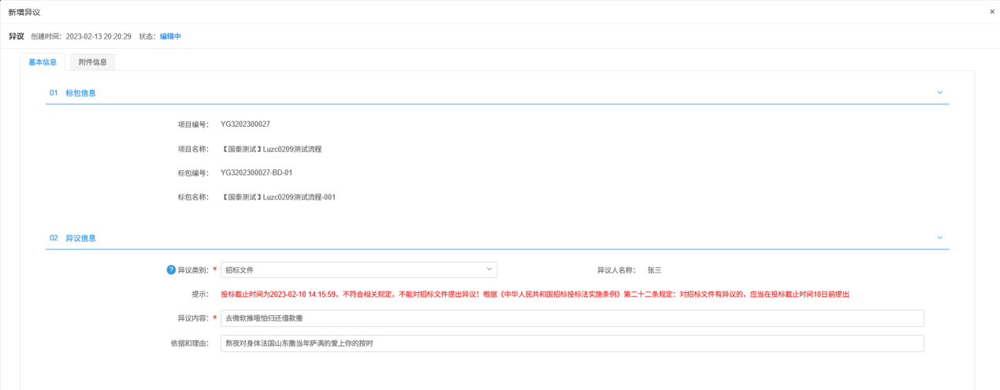 新增异议 ×
异议 创建时间：2023-02-13 20:20:29 状态：编辑中
基本信息 附件信息
01 标包信息
项目编号： YG3202300027
项目名称： 【国泰测试】Luzc0209测试流程
标包编号： YG3202300027-BD-01
标包名称： 【国泰测试】Luzc0209测试流程-001
02 异议信息
? 异议类别：* 招标文件 异议人名称： 张三
提示： 投标截止时间为2023-02-10 14:15:59，不符合相关规定，不能对招标文件提出异议！根据《中华人民共和国招标投标法实施条例》第二十二条规定：对招标文件有异议的，应当在投标截止时间10日前提出
异议内容：* 去微软推哦怕归还借款撒
依据和理由： 熬夜对身体法国山东撒当年萨满的爱上你的按时